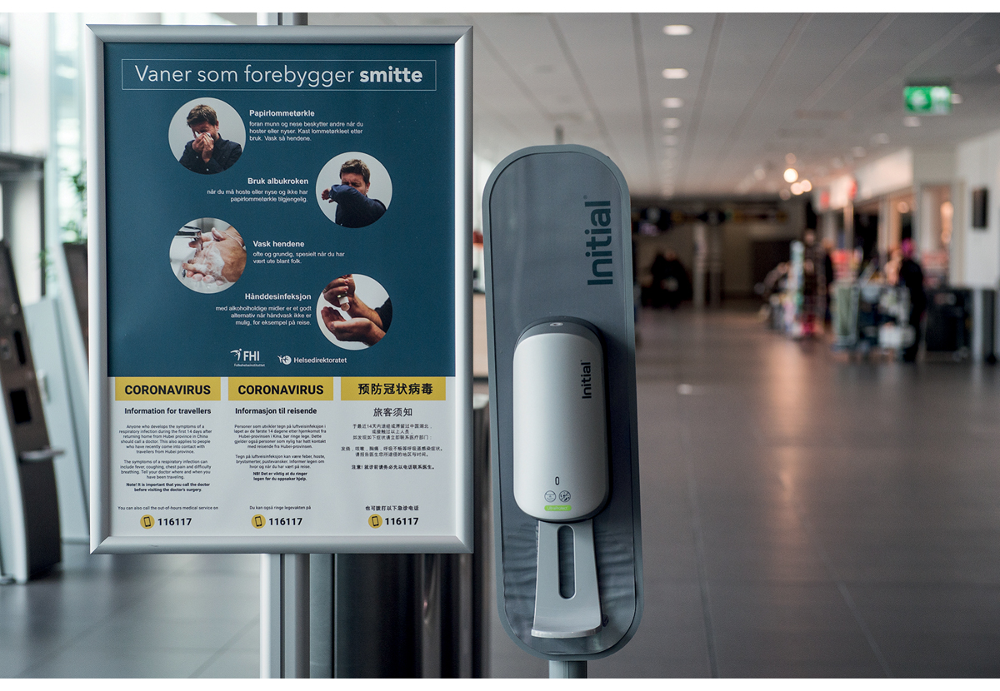 Vaner som forebygger smitte
Papirlommetørkle
foran munn og nese beskytter andre når du
hoster eller nyser. Kast lommetørkleet etter
bruk. Vask så hendene.
Bruk albukroken
når du må hoste eller nyse og ikke har
papirlommetørkle tilgjengelig.
Vask hendene
ofte og grundig, spesielt når du har
vært ute blant folk.
Hånddesinfeksjon
med alkoholholdige midler er et godt
alternativ når håndvask ikke er
mulig, for eksempel på reise.
FHI
Folkehelseinstituttet
Helsedirektoratet
CORONAVIRUS
Information for travellers
Anyone who develops the symptoms of a
respiratory infection during the first 14 days after
returning home from Hubei province in China
should call a doctor. This also applies to people
who have recently come into contact with
travellers from Hubei province.
The symptoms of a respiratory infection can
include fever, coughing, chest pain and difficulty
breathing. Tell your doctor where and when you
have been traveling.
Note! It is important that you call the doctor
before visiting the doctor's surgery.
You can also call the out-of-hours medical service on
116117
CORONAVIRUS
Informasjon til reisende
Personer som utvikler tegn på luftveisinfeksjon i
løpet av de første 14 dagene etter hjemkomst fra
Hubei-provinsen i Kina, bør ringe lege. Dette
gjelder også personer som nylig har hatt kontakt
med reisende fra Hubei-provinsen.
Tegn på luftveisinfeksjon kan være feber, hoste,
brystsmerter, pustevansker. Informer legen om
hvor og når du har vært på reise.
NB! Det er viktig at du ringer
legen før du oppsøker hjelp.
Du kan også ringe legevakten på
116117
预防冠状病毒
旅客须知
于最近14天内途经或滞留过中国湖北,
或接触过以上人员,
如发现如下症状请立即联系医疗部门:
发烧、咳嗽、胸痛、呼吸不畅等呼吸道感染症状。
请报告医生您所途径的地区与时间。
注意! 就诊前请务必先以电话联系医生。
也可拨打以下急诊电话
116117
Initial
Initial